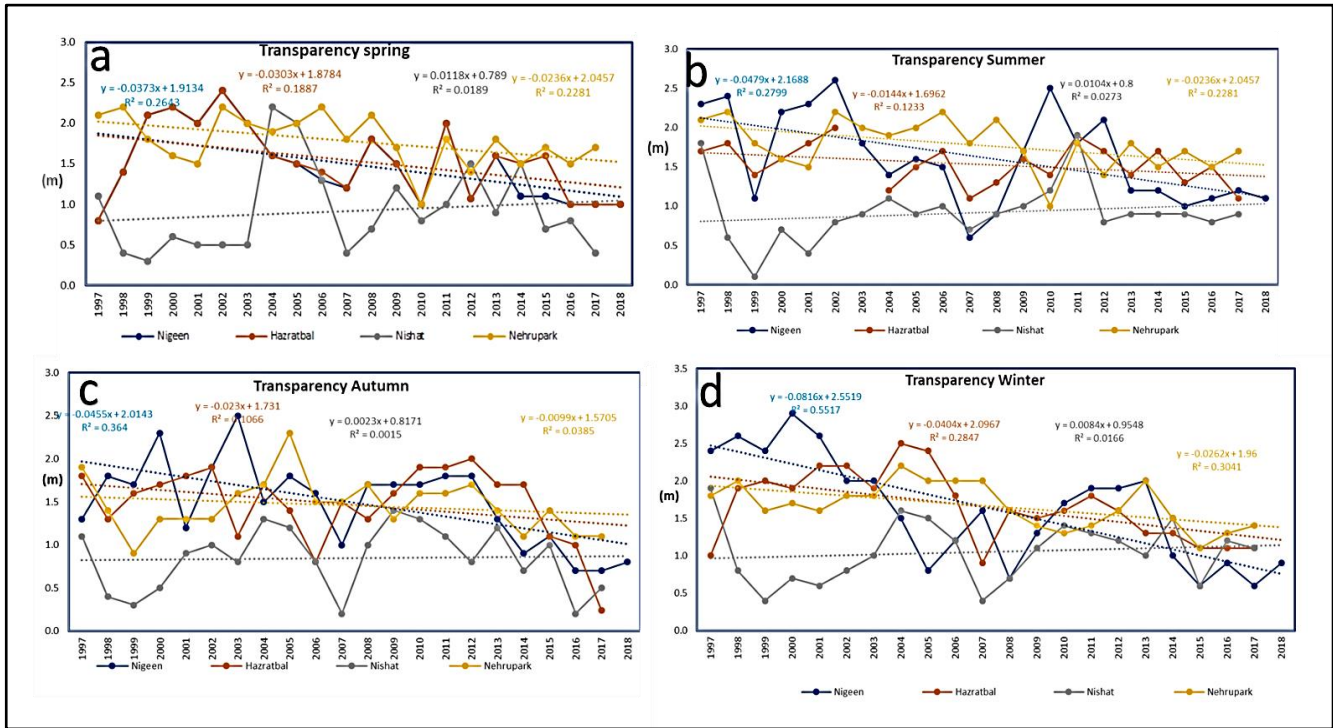 a
Transparency spring
y = -0.0373x + 1.9134
R² = 0.2643
y = -0.0303x + 1.8784
R² = 0.1887
y = 0.0118x + 0.789
R² = 0.0189
y = -0.0236x + 2.0457
R² = 0.2281
3.0
2.5
2.0
1.5
(m)
1.0
0.5
0.0
1997 1998 1999 2000 2001 2002 2003 2004 2005 2006 2007 2008 2009 2010 2011 2012 2013 2014 2015 2016 2017 2018
Nigeen Hazratbal Nishat Nehrupark
b
Transparency Summer
y = -0.0479x + 2.1688
R² = 0.2799
y = -0.0144x + 1.6962
R² = 0.1233
y = 0.0104x + 0.8
R² = 0.0273
y = -0.0236x + 2.0457
R² = 0.2281
3.0
2.5
2.0
(m)
1.5
1.0
0.5
0.0
1997 1998 1999 2000 2001 2002 2003 2004 2005 2006 2007 2008 2009 2010 2011 2012 2013 2014 2015 2016 2017 2018
Nigeen Hazratbal Nishat Nehrupark
c
Transparency Autumn
y = -0.0455x + 2.0143
R² = 0.364
y = -0.023x + 1.731
R² = 0.1066
y = 0.0023x + 0.8171
R² = 0.0015
y = -0.0099x + 1.5705
R² = 0.0385
3.0
2.5
2.0
(m)
1.5
1.0
0.5
0.0
1997 1998 1999 2000 2001 2002 2003 2004 2005 2006 2007 2008 2009 2010 2011 2012 2013 2014 2015 2016 2017 2018
Nigeen Hazratbal Nishat Nehrupark
d
Transparency Winter
y = -0.0816x + 2.5519
R² = 0.5517
y = -0.0404x + 2.0967
R² = 0.2847
y = 0.0084x + 0.9548
R² = 0.0166
y = -0.0262x + 1.96
R² = 0.3041
3.5
3.0
2.5
2.0
(m)
1.5
1.0
0.5
0.0
1997 1998 1999 2000 2001 2002 2003 2004 2005 2006 2007 2008 2009 2010 2011 2012 2013 2014 2015 2016 2017 2018
Nigeen Hazratbal Nishat Nehrupark